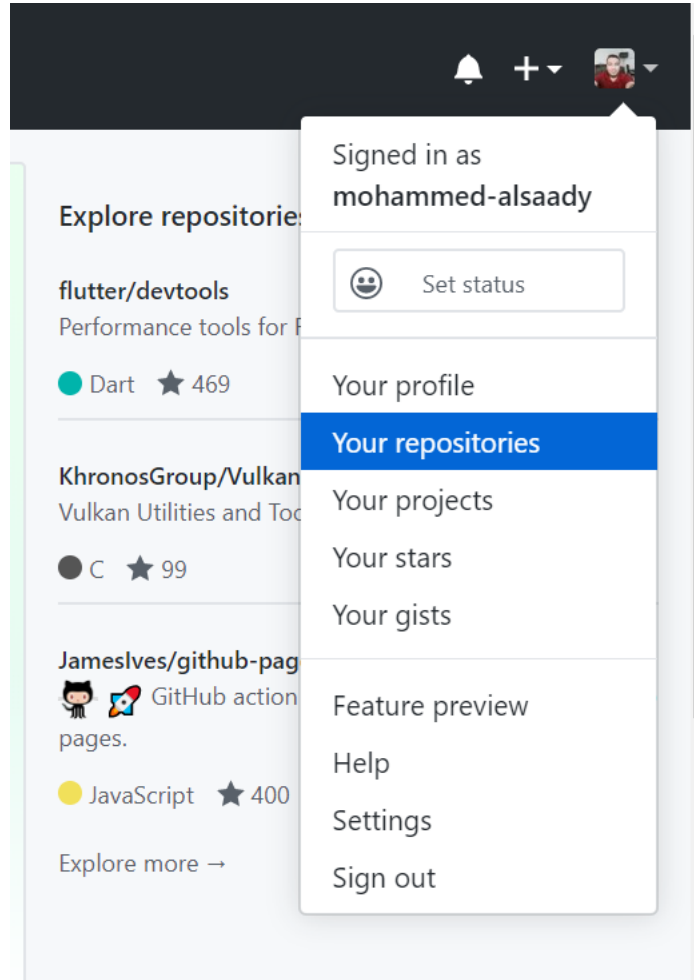 Signed in as
mohammed-alsaady
Set status
Your profile
Your repositories
Your projects
Your stars
Your gists
Feature preview
Help
Settings
Sign out
Explore repositories
flutter/devtools
Performance tools for
Dart 469
KhronosGroup/Vulkan
Vulkan Utilities and
C 99
JamesIves/github-pag
GitHub action
pages.
JavaScript 400
Explore more →